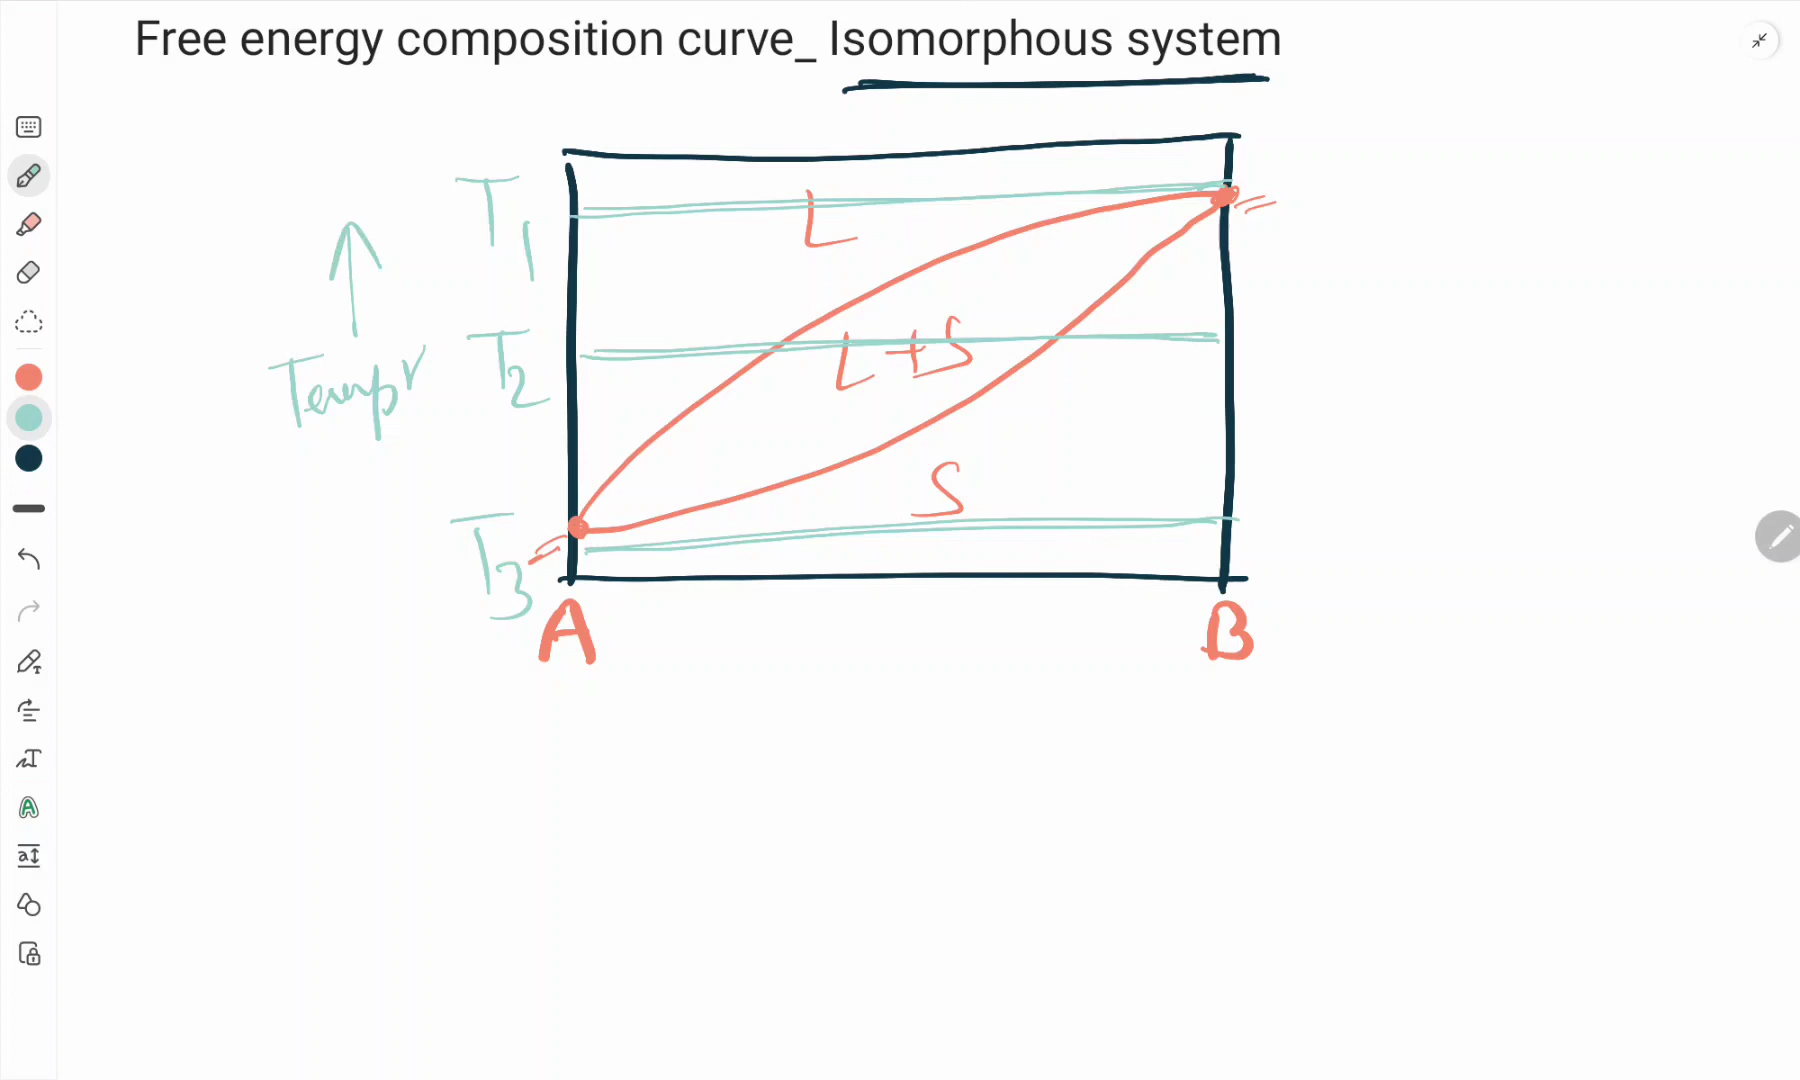 Free energy composition curve_ Isomorphous system
T1
L
T2
L+S
Tempr
S
T3
A
B